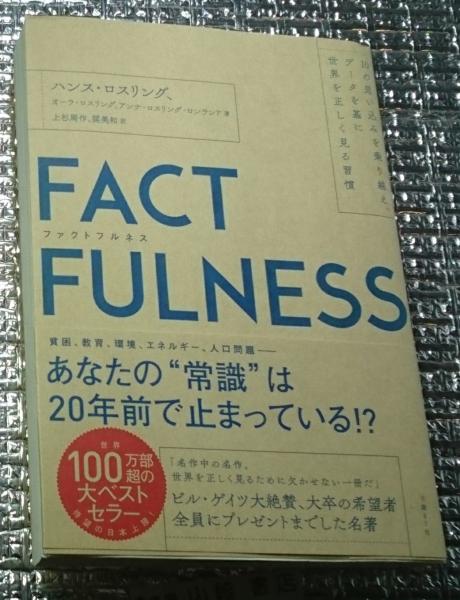 10の思い込みを乗り越え、
データを基に
世界を正しく見る習慣
ハンス・ロスリング、
オーラ・ロスリング、アンナ・ロスリング・ロンランド 著
上杉周作、関美和 訳
FACT
ファクトフルネス
FULNESS
貧困、教育、環境、エネルギー、人口問題――
あなたの“常識”は
20年前で止まっている!?
世界
100万部
超の
大ベスト
セラー
待望の日本上陸
「名作中の名作。
世界を正しく見るために欠かせない一冊だ」
ビル・ゲイツ大絶賛、大卒の希望者
全員にプレゼントまでした名著
日経BP社